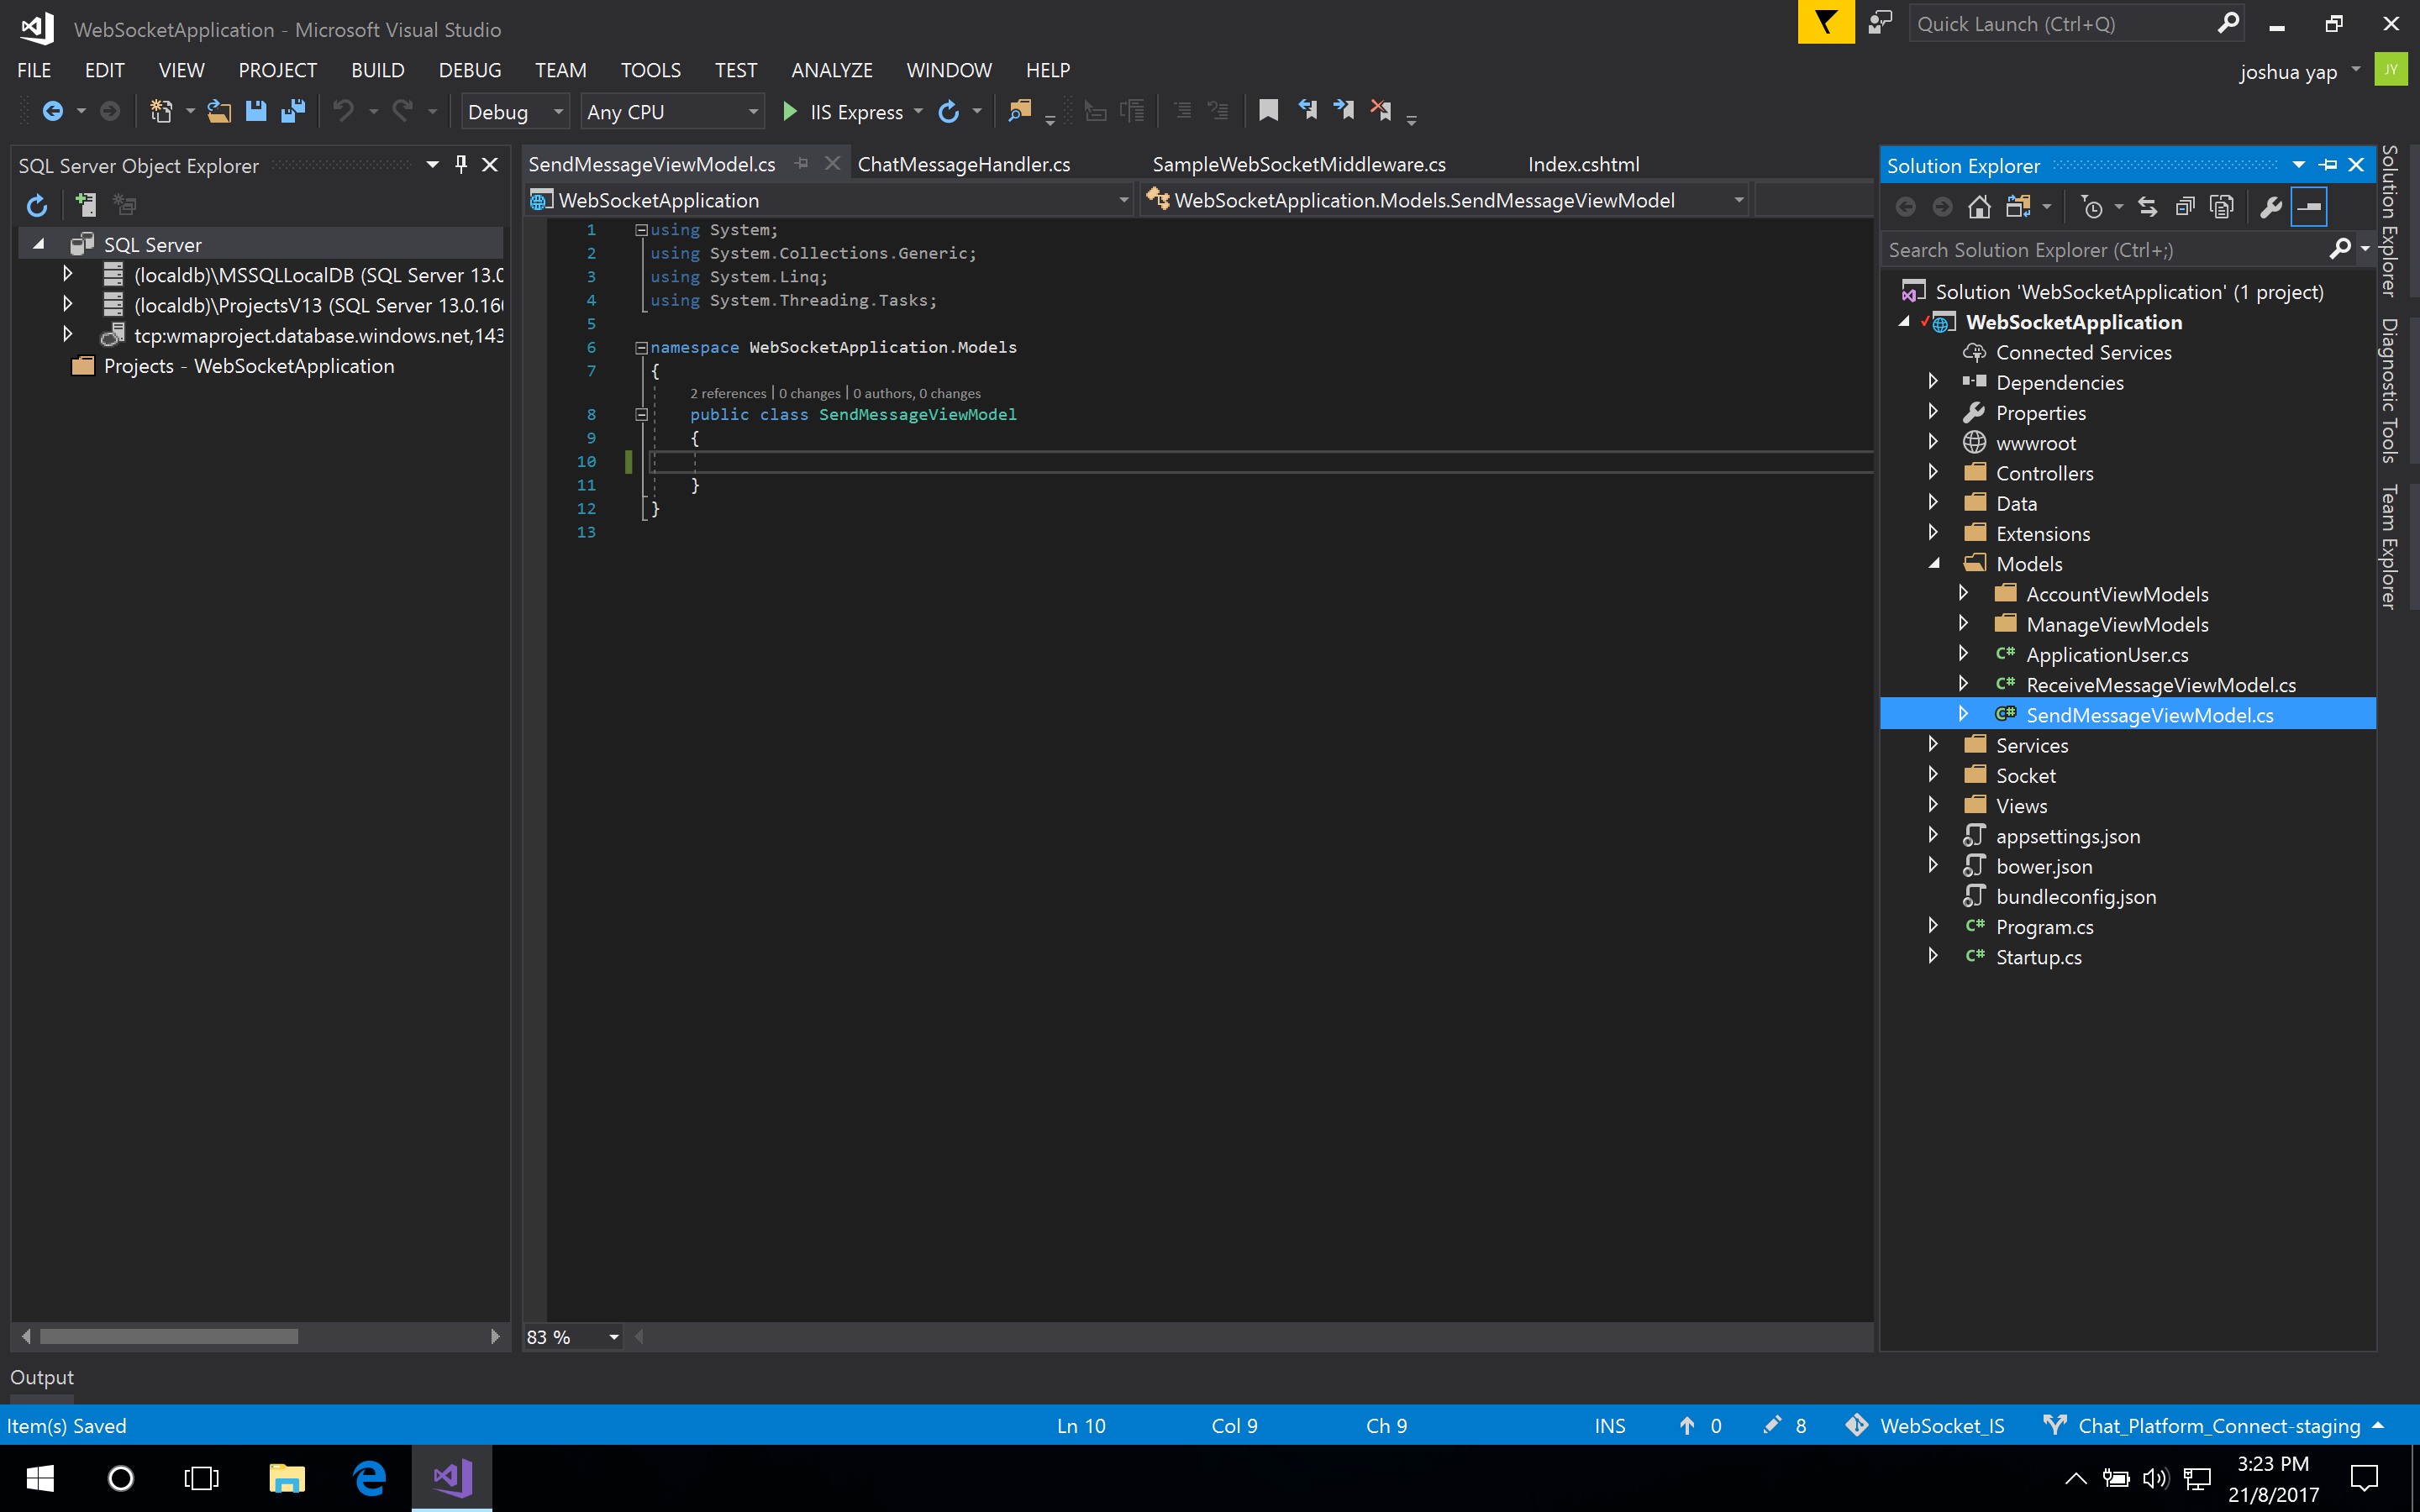 WebSocketApplication - Microsoft Visual Studio
Quick Launch (Ctrl+Q)
FILE EDIT VIEW PROJECT BUILD DEBUG TEAM TOOLS TEST ANALYZE WINDOW HELP
joshua yap JY
Debug Any CPU IIS Express
SQL Server Object Explorer
SQL Server
(localdb)\MSSQLLocalDB (SQL Server 13.0
(localdb)\ProjectsV13 (SQL Server 13.0.16
tcp:wmaproject.database.windows.net,143
Projects - WebSocketApplication
SendMessageViewModel.cs ChatMessageHandler.cs SampleWebSocketMiddleware.cs Index.cshtml
WebSocketApplication WebSocketApplication.Models.SendMessageViewModel
1 using System;
2 using System.Collections.Generic;
3 using System.Linq;
4 using System.Threading.Tasks;
5
6 namespace WebSocketApplication.Models
7 {
2 references | 0 changes | 0 authors, 0 changes
8 public class SendMessageViewModel
9 {
10
11 }
12 }
13
83 %
Solution Explorer
Search Solution Explorer (Ctrl+;)
Solution 'WebSocketApplication' (1 project)
WebSocketApplication
Connected Services
Dependencies
Properties
wwwroot
Controllers
Data
Extensions
Models
AccountViewModels
ManageViewModels
C# ApplicationUser.cs
C# ReceiveMessageViewModel.cs
C# SendMessageViewModel.cs
Services
Socket
Views
appsettings.json
bower.json
bundleconfig.json
C# Program.cs
C# Startup.cs
Solution Explorer
Diagnostic Tools
Team Explorer
Output
Item(s) Saved Ln 10 Col 9 Ch 9 INS 0 8 WebSocket_IS Chat_Platform_Connect-staging
3:23 PM
21/8/2017